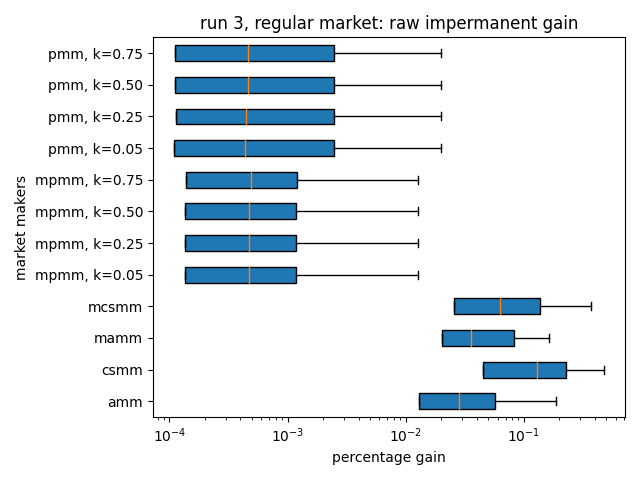 run 3, regular market: raw impermanent gain
market makers
pmm, k=0.75
pmm, k=0.50
pmm, k=0.25
pmm, k=0.05
mpmm, k=0.75
mpmm, k=0.50
mpmm, k=0.25
mpmm, k=0.05
mcsmm
mamm
csmm
amm
10⁻⁴ 10⁻³ 10⁻² 10⁻¹
percentage gain